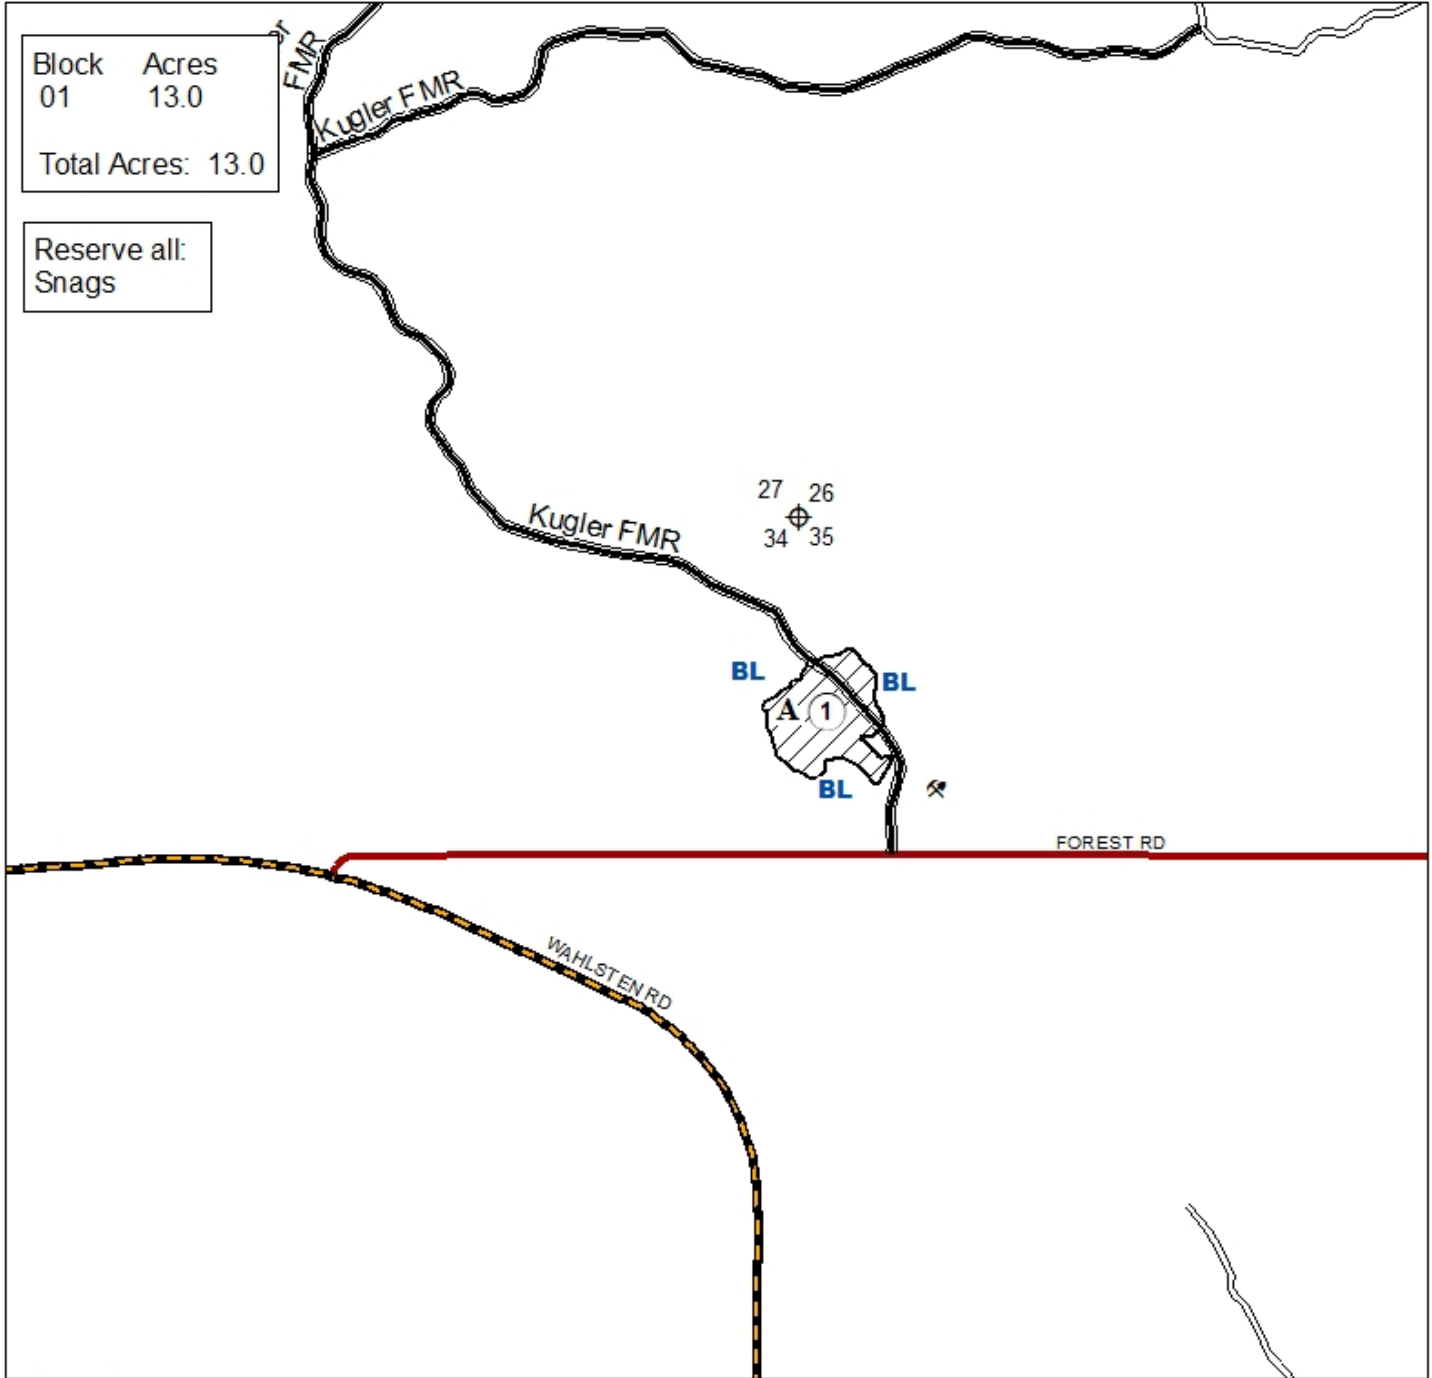 Block Acres
01 13.0
Total Acres: 13.0
Reserve all:
Snags
er
FMR
Kugler FMR
27 26
34 35
Kugler FMR
BL
BL
A 1
BL
FOREST RD
WAHLSTEN RD